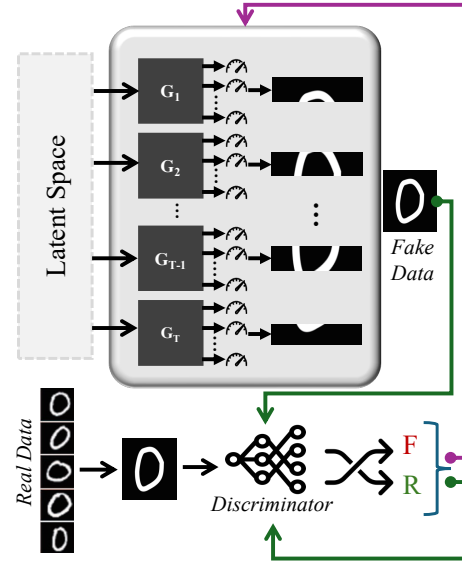 Latent Space
G1
G2
GT-1
GT
Fake
Data
Real Data
Discriminator
F
R